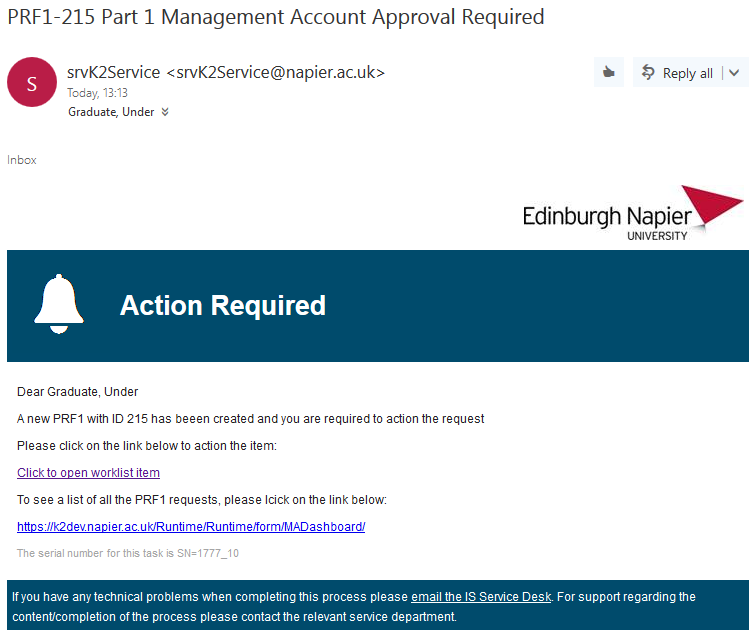 PRF1-215 Part 1 Management Account Approval Required
S
srvK2Service <srvK2Service@napier.ac.uk>
Reply all
Today, 13:13
Graduate, Under
Inbox
Edinburgh Napier
UNIVERSITY
Action Required
Dear Graduate, Under
A new PRF1 with ID 215 has beeen created and you are required to action the request
Please click on the link below to action the item:
Click to open worklist item
To see a list of all the PRF1 requests, please lcick on the link below:
https://k2dev.napier.ac.uk/Runtime/Runtime/form/MADashboard/
The serial number for this task is SN=1777_10
If you have any technical problems when completing this process please email the IS Service Desk. For support regarding the
content/completion of the process please contact the relevant service department.